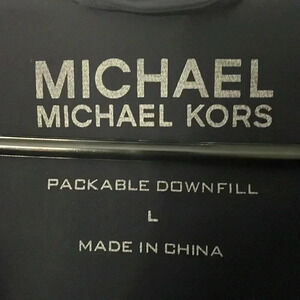 MICHAEL
MICHAEL KORS
PACKABLE DOWNFILL
L
MADE IN CHINA